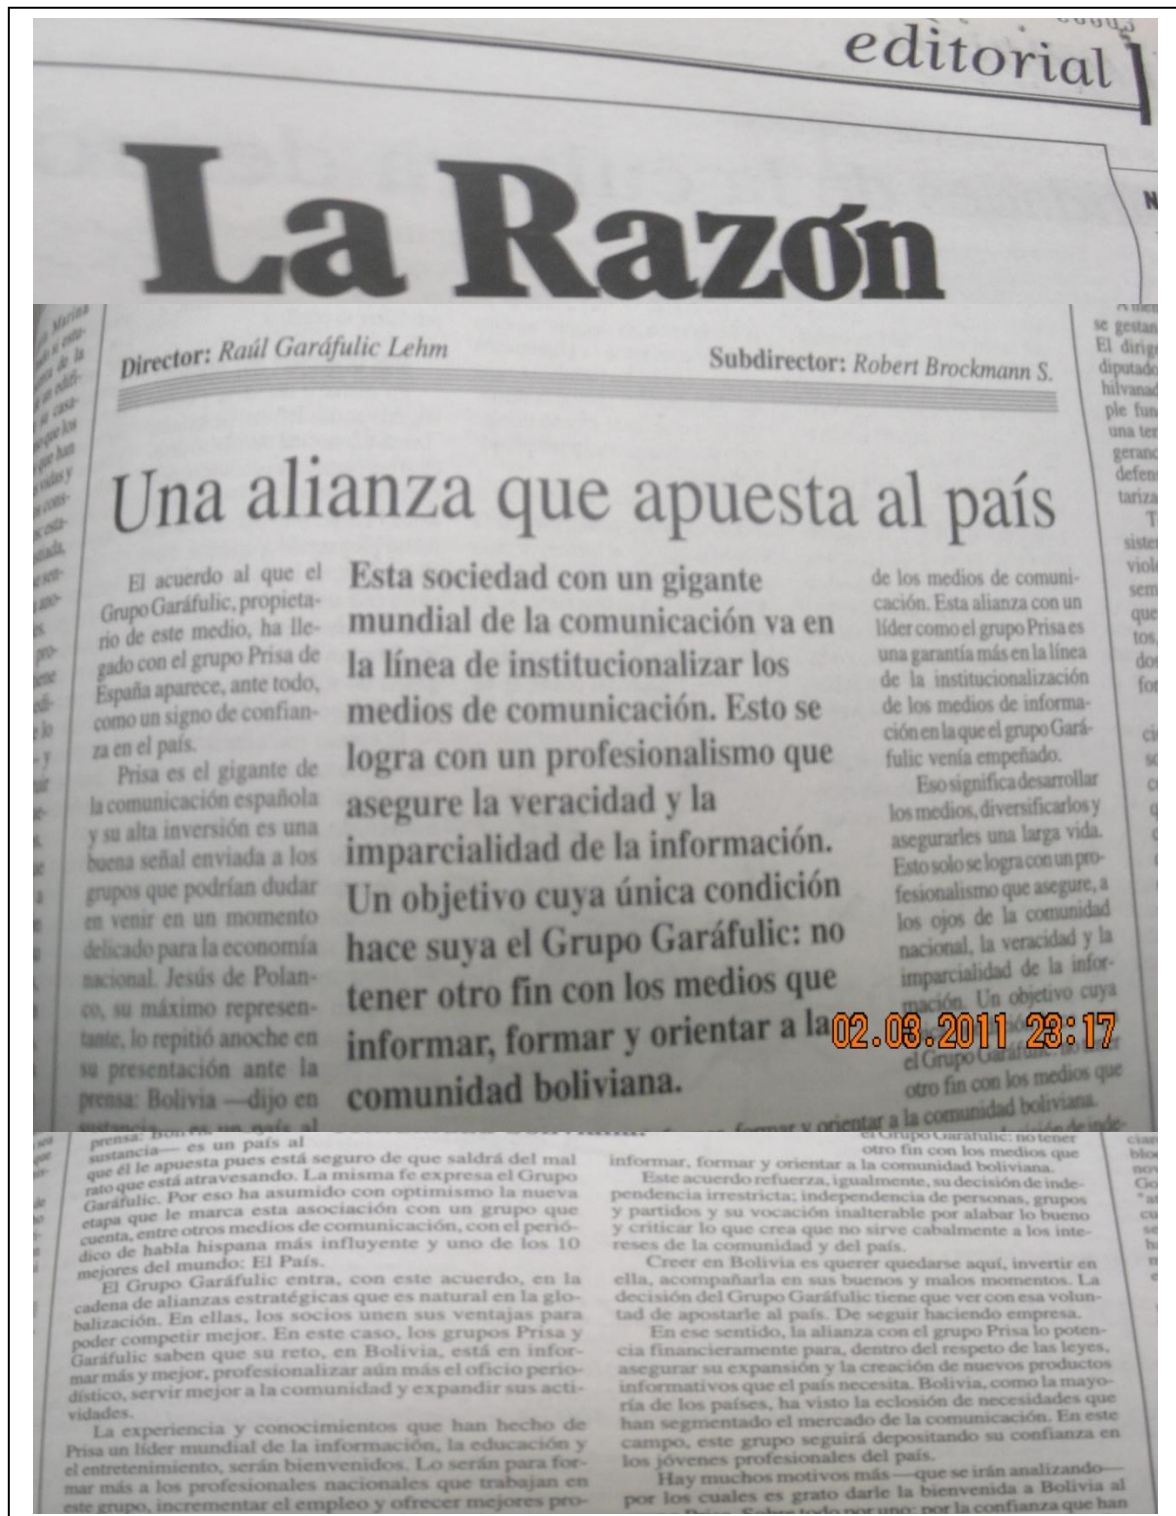 editorial
La Razón
Director: Raúl Garáfulic Lehm
Subdirector: Robert Brockmann S.
Una alianza que apuesta al país
El acuerdo al que el
Grupo Garáfulic, propieta-
rio de este medio, ha lle-
gado con el grupo Prisa de
España aparece, ante todo,
como un signo de confian-
za en el país.
Prisa es el gigante de
la comunicación española
y su alta inversión es una
buena señal enviada a los
grupos que podrían dudar
en venir en un momento
delicado para la economía
nacional. Jesús de Polan-
co, su máximo represen-
tante, lo repitió anoche en
su presentación ante la
prensa: Bolivia —dijo en
Esta sociedad con un gigante
mundial de la comunicación va en
la línea de institucionalizar los
medios de comunicación. Esto se
logra con un profesionalismo que
asegure la veracidad y la
imparcialidad de la información.
Un objetivo cuya única condición
hace suya el Grupo Garáfulic: no
tener otro fin con los medios que
informar, formar y orientar a la
comunidad boliviana.
de los medios de comuni-
cación. Esta alianza con un
líder como el grupo Prisa es
una garantía más en la línea
de la institucionalización
de los medios de informa-
ción en la que el grupo Gará-
fulic venía empeñado.
Eso significa desarrollar
los medios, diversificarlos y
asegurarles una larga vida.
Esto solo se logra con un pro-
fesionalismo que asegure, a
los ojos de la comunidad
nacional, la veracidad y la
imparcialidad de la infor-
mación. Un objetivo cuya
el Grupo Garáfulic: no tener
otro fin con los medios que
formar y orientar a la comunidad boliviana.
02.03.2011 23:17
prensa:
sustancia— es un país al
que él le apuesta pues está seguro de que saldrá del mal
rato que está atravesando. La misma fe expresa el Grupo
Garáfulic. Por eso ha asumido con optimismo la nueva
etapa que le marca esta asociación con un grupo que
cuenta, entre otros medios de comunicación, con el perió-
dico de habla hispana más influyente y uno de los 10
mejores del mundo: El País.
El Grupo Garáfulic entra, con este acuerdo, en la
cadena de alianzas estratégicas que es natural en la glo-
balización. En ellas, los socios unen sus ventajas para
poder competir mejor. En este caso, los grupos Prisa y
Garáfulic saben que su reto, en Bolivia, está en infor-
mar más y mejor, profesionalizar aún más el oficio perio-
dístico, servir mejor a la comunidad y expandir sus acti-
vidades.
La experiencia y conocimientos que han hecho de
Prisa un líder mundial de la información, la educación y
el entretenimiento, serán bienvenidos. Lo serán para for-
mar más a los profesionales nacionales que trabajan en
este grupo, incrementar el empleo y ofrecer mejores pro-
el Grupo Garáfulic: no tener
otro fin con los medios que
informar, formar y orientar a la comunidad boliviana.
Este acuerdo refuerza, igualmente, su decisión de inde-
pendencia irrestricta; independencia de personas, grupos
y partidos y su vocación inalterable por alabar lo bueno
y criticar lo que crea que no sirve cabalmente a los inte-
reses de la comunidad y del país.
Creer en Bolivia es querer quedarse aquí, invertir en
ella, acompañarla en sus buenos y malos momentos. La
decisión del Grupo Garáfulic tiene que ver con esa volun-
tad de apostarle al país. De seguir haciendo empresa.
En ese sentido, la alianza con el grupo Prisa lo poten-
cia financieramente para, dentro del respeto de las leyes,
asegurar su expansión y la creación de nuevos productos
informativos que el país necesita. Bolivia, como la mayo-
ría de los países, ha visto la eclosión de necesidades que
han segmentado el mercado de la comunicación. En este
campo, este grupo seguirá depositando su confianza en
los jóvenes profesionales del país.
Hay muchos motivos más —que se irán analizando—
por los cuales es grato darle la bienvenida a Bolivia al
Prisa. Sobre todo por uno: por la confianza que han